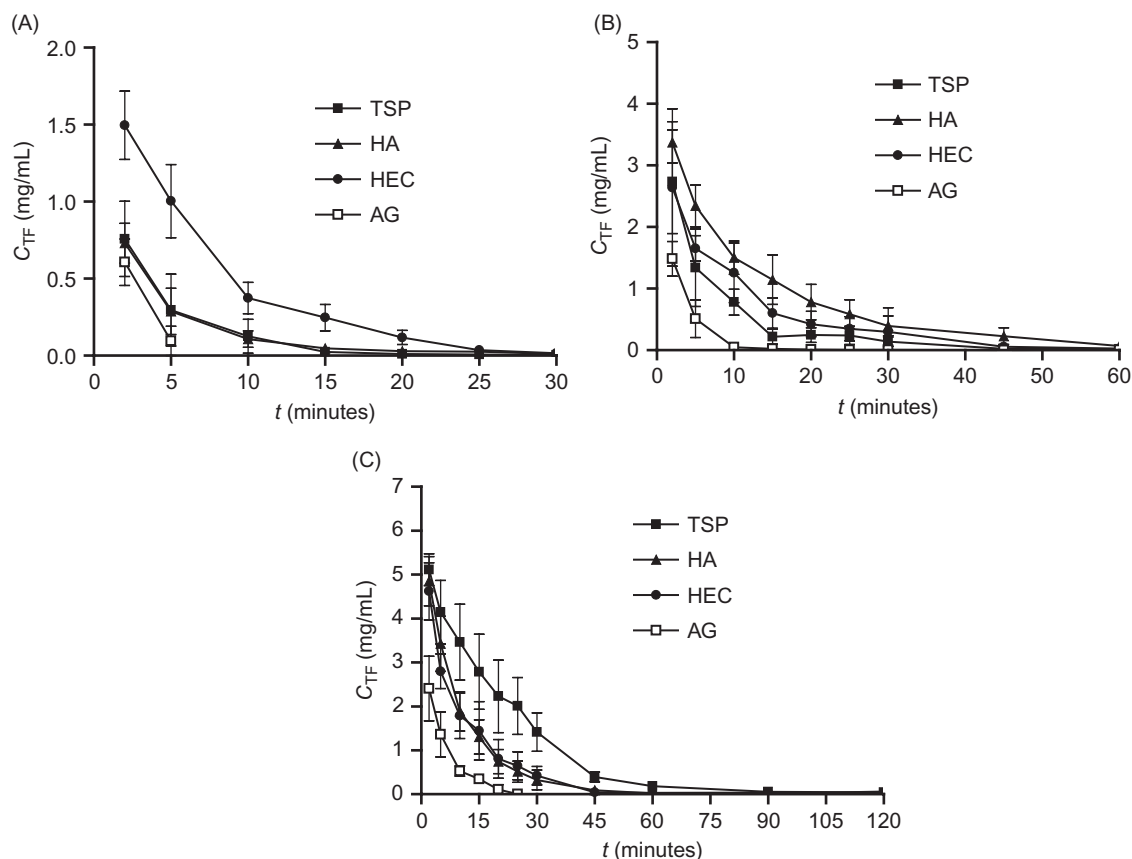 (A)
2.0
1.5
1.0
0.5
0.0
C_TF (mg/mL)
TSP
HA
HEC
AG
0 5 10 15 20 25 30
t (minutes)
(B)
5
4
3
2
1
0
C_TF (mg/mL)
TSP
HA
HEC
AG
0 10 20 30 40 50 60
t (minutes)
(C)
7
6
5
4
3
2
1
0
C_TF (mg/mL)
TSP
HA
HEC
AG
0 15 30 45 60 75 90 105 120
t (minutes)